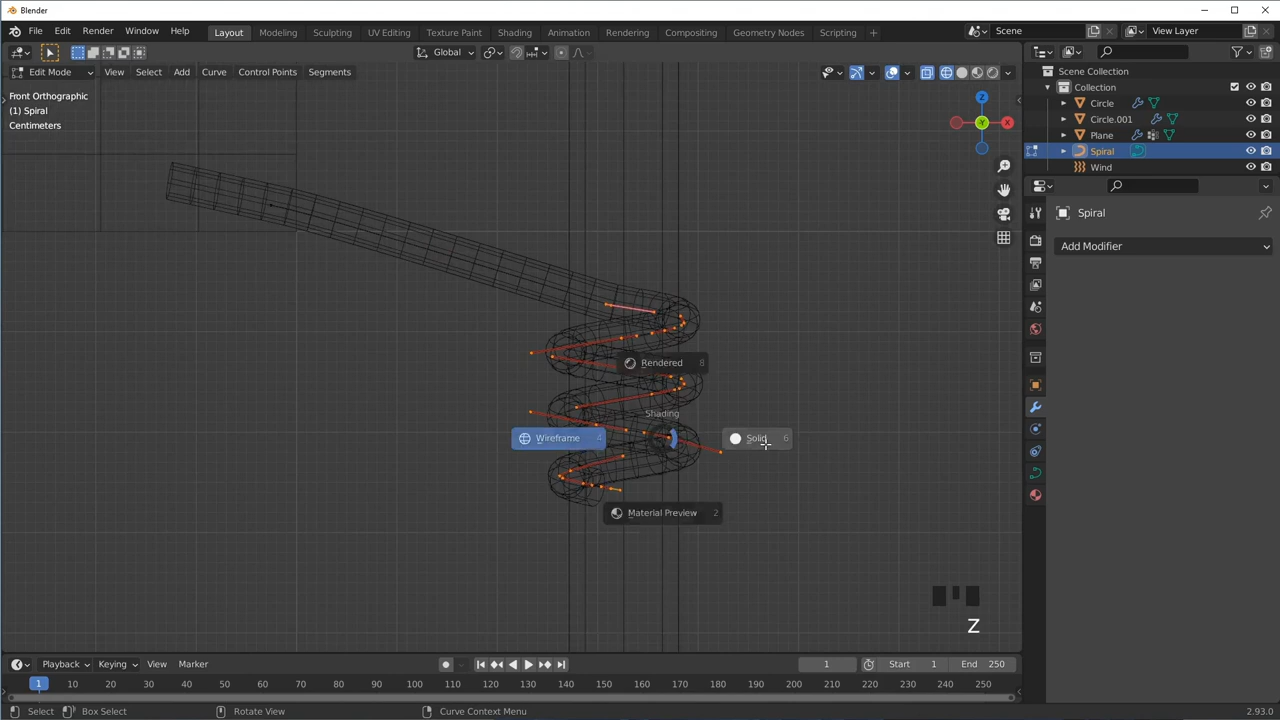 Blender
File Edit Render Window Help
Layout Modeling Sculpting UV Editing Texture Paint Shading Animation Rendering Compositing Geometry Nodes Scripting +
Scene View Layer
Global
Edit Mode View Select Add Curve Control Points Segments
Front Orthographic
(1) Spiral
Centimeters
Z
X
Y
Scene Collection
Collection
Circle
Circle.001
Plane
Spiral
Wind
Spiral
Add Modifier
Rendered 8
Shading
Wireframe 4
Solid 6
Material Preview 2
Z
Playback Keying View Marker 1 Start 1 End 250
1 10 20 30 40 50 60 70 80 90 100 110 120 130 140 150 160 170 180 190 200 210 220 230 240 250
Select Box Select Rotate View Curve Context Menu 2.93.0